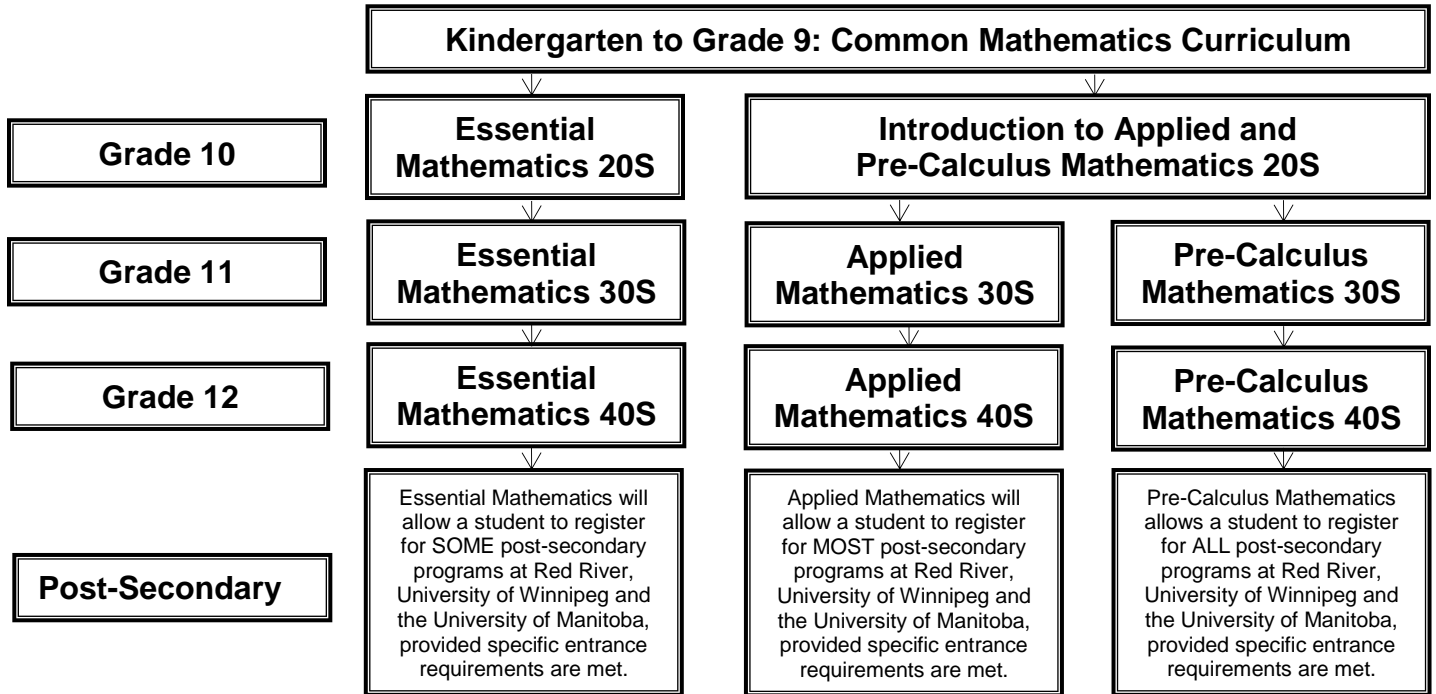 Kindergarten to Grade 9: Common Mathematics Curriculum
Grade 10
Essential
Mathematics 20S
Introduction to Applied and
Pre-Calculus Mathematics 20S
Grade 11
Essential
Mathematics 30S
Applied
Mathematics 30S
Pre-Calculus
Mathematics 30S
Grade 12
Essential
Mathematics 40S
Applied
Mathematics 40S
Pre-Calculus
Mathematics 40S
Post-Secondary
Essential Mathematics will
allow a student to register
for SOME post-secondary
programs at Red River,
University of Winnipeg and
the University of Manitoba,
provided specific entrance
requirements are met.
Applied Mathematics will
allow a student to register
for MOST post-secondary
programs at Red River,
University of Winnipeg and
the University of Manitoba,
provided specific entrance
requirements are met.
Pre-Calculus Mathematics
allows a student to register
for ALL post-secondary
programs at Red River,
University of Winnipeg and
the University of Manitoba,
provided specific entrance
requirements are met.